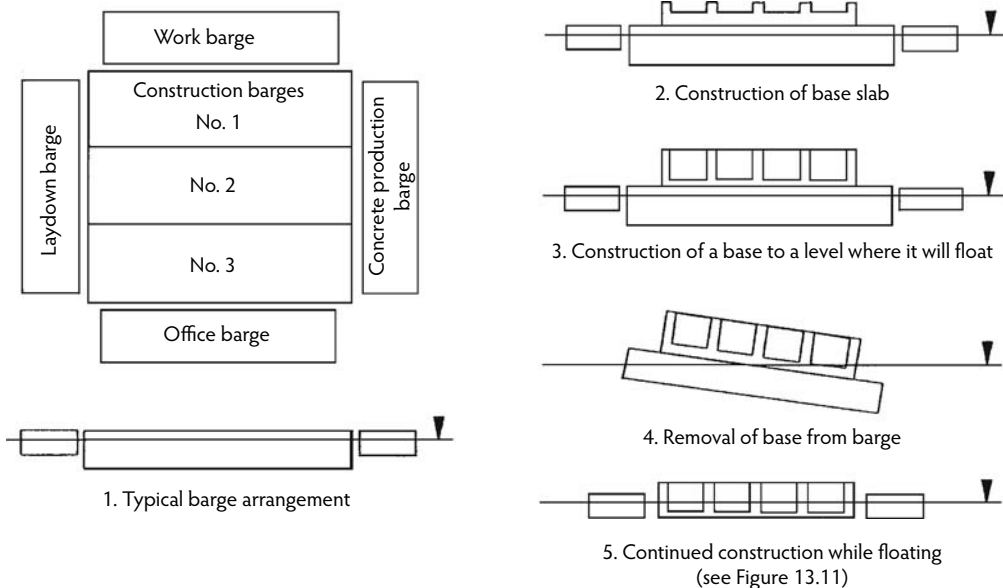 Work barge
Construction barges
No. 1
No. 2
No. 3
Laydown barge
Concrete production
barge
Office barge
1. Typical barge arrangement
2. Construction of base slab
3. Construction of a base to a level where it will float
4. Removal of base from barge
5. Continued construction while floating
(see Figure 13.11)